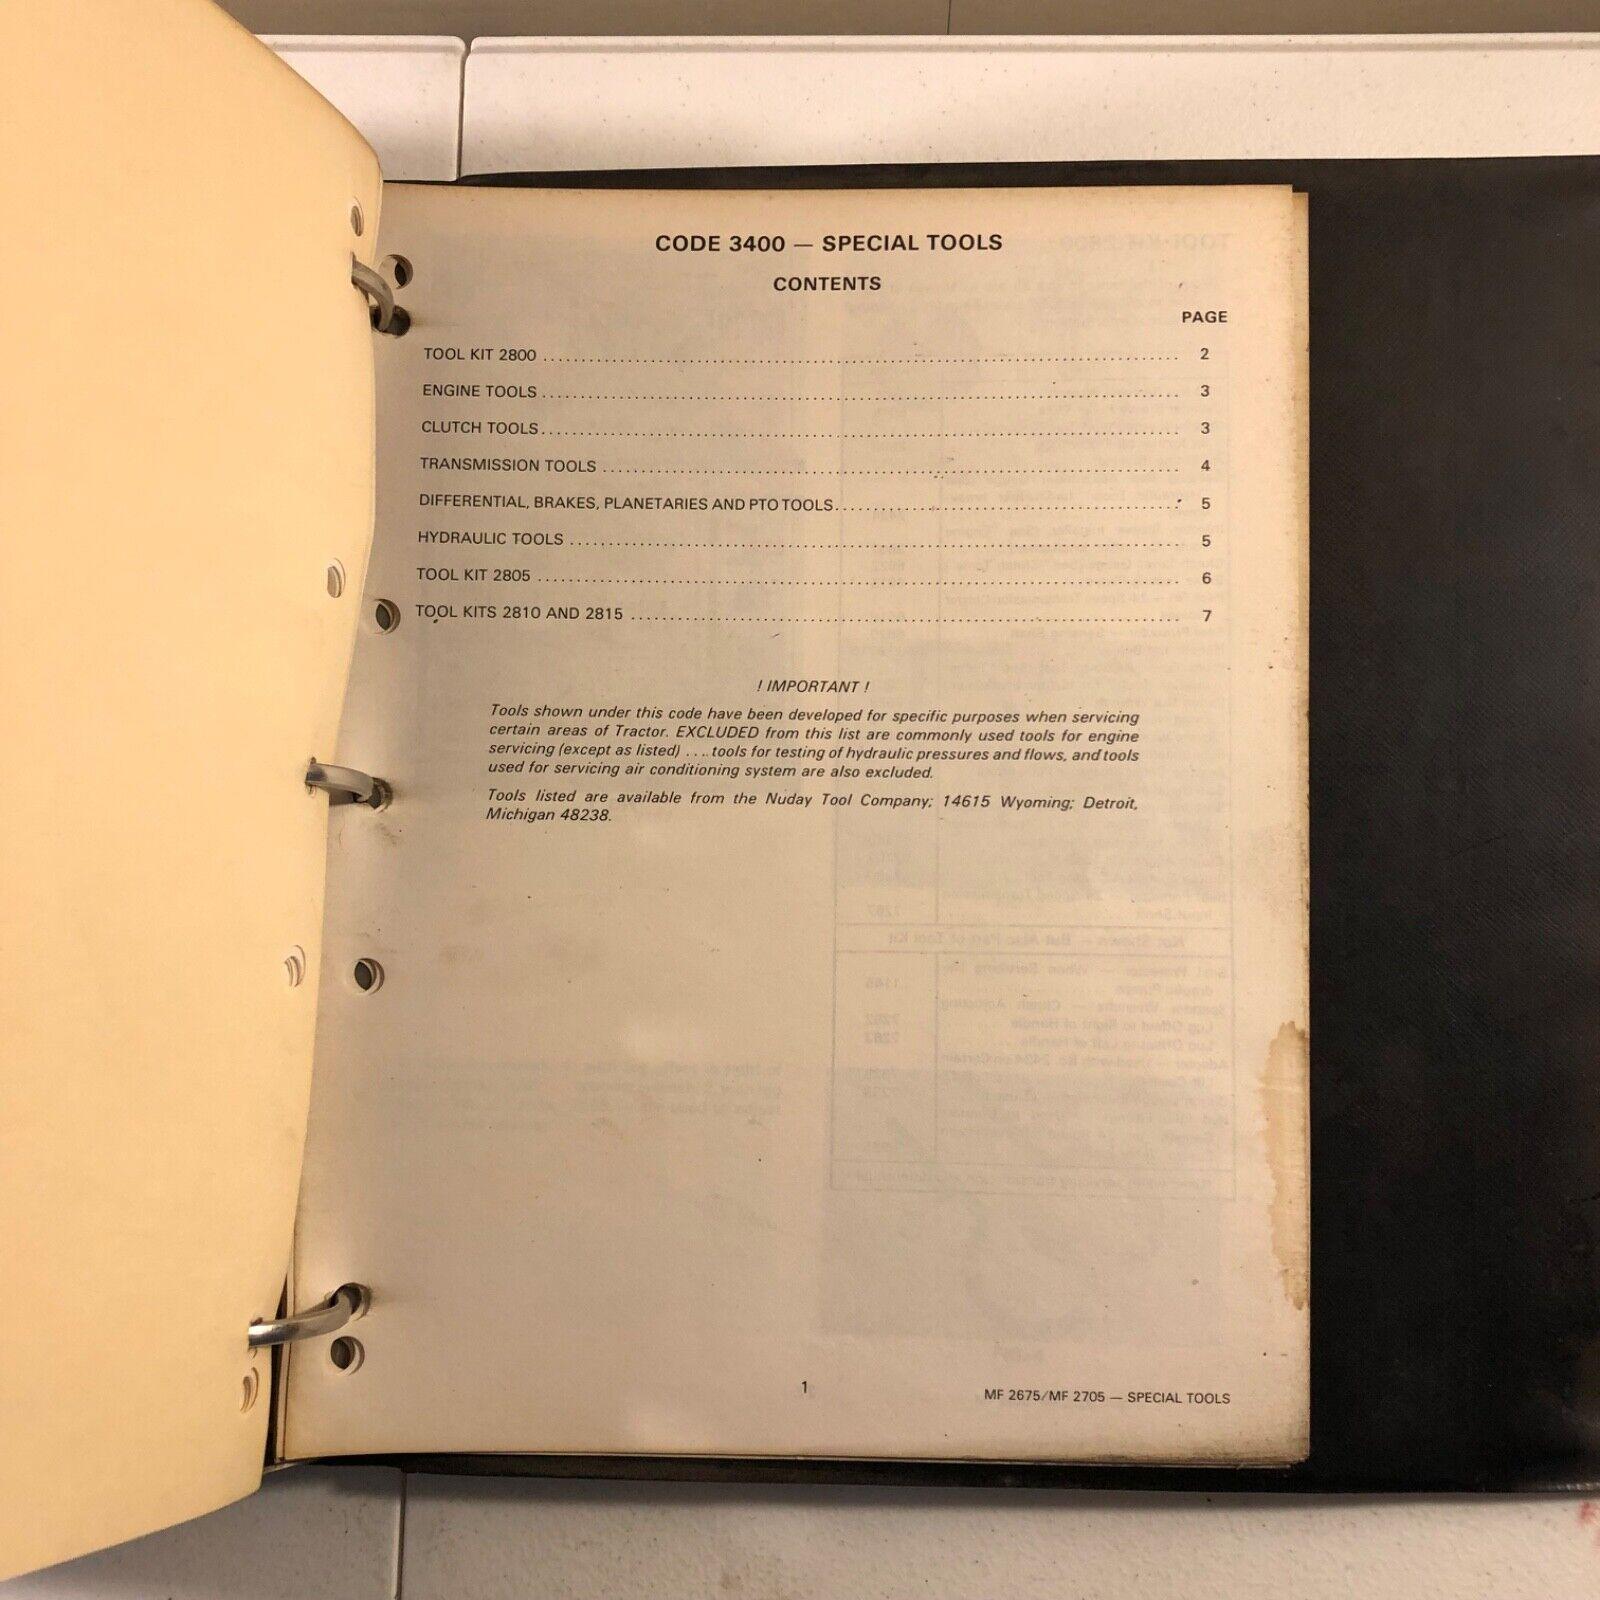 CODE 3400 — SPECIAL TOOLS
CONTENTS
PAGE
TOOL KIT 2800 ........................................................................ 2
ENGINE TOOLS ........................................................................ 3
CLUTCH TOOLS ........................................................................ 3
TRANSMISSION TOOLS ........................................................................ 4
DIFFERENTIAL, BRAKES, PLANETARIES AND PTO TOOLS ........................................................................ 5
HYDRAULIC TOOLS ........................................................................ 5
TOOL KIT 2805 ........................................................................ 6
TOOL KITS 2810 AND 2815 ........................................................................ 7
! IMPORTANT !
Tools shown under this code have been developed for specific purposes when servicing
certain areas of Tractor. EXCLUDED from this list are commonly used tools for engine
servicing (except as listed) . . . tools for testing of hydraulic pressures and flows, and tools
used for servicing air conditioning system are also excluded.
Tools listed are available from the Nuday Tool Company; 14615 Wyoming; Detroit,
Michigan 48238.
1
MF 2675/MF 2705 — SPECIAL TOOLS